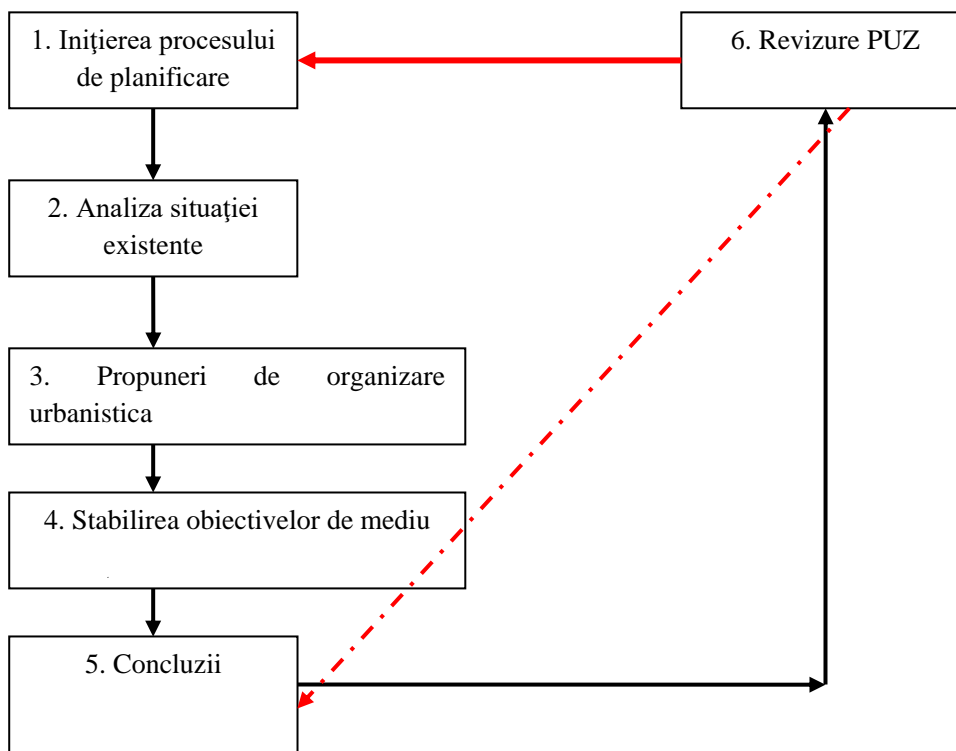 1. Iniţierea procesului
de planificare
6. Revizure PUZ
2. Analiza situaţiei
existente
3. Propuneri de organizare
urbanistica
4. Stabilirea obiectivelor de mediu
5. Concluzii